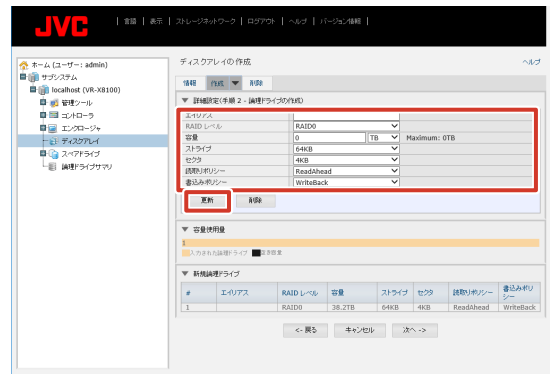 JVC
| 言語 | 表示 | ストレージネットワーク | ログアウト | ヘルプ | バージョン情報 |
ホーム (ユーザー: admin)
サブシステム
localhost (VR-X8100)
管理ツール
コントローラ
エンクロージャ
ディスクアレイ
スペアドライブ
論理ドライブサマリ
ディスクアレイの作成
ヘルプ
情報 作成 ▼ 削除
▼ 詳細設定(手順 2 - 論理ドライブの作成)
エイリアス
RAID レベル RAID0
容量 0 TB Maximum: 0TB
ストライプ 64KB
セクタ 4KB
読取りポリシー ReadAhead
書込みポリシー WriteBack
更新 削除
▼ 容量使用量
1
入力された論理ドライブ
▼ 新規論理ドライブ
# エイリアス RAID レベル 容量 ストライプ セクタ 読取りポリシー 書込みポリシー
1 RAID0 38.2TB 64KB 4KB ReadAhead WriteBack
<- 戻る キャンセル 次へ ->